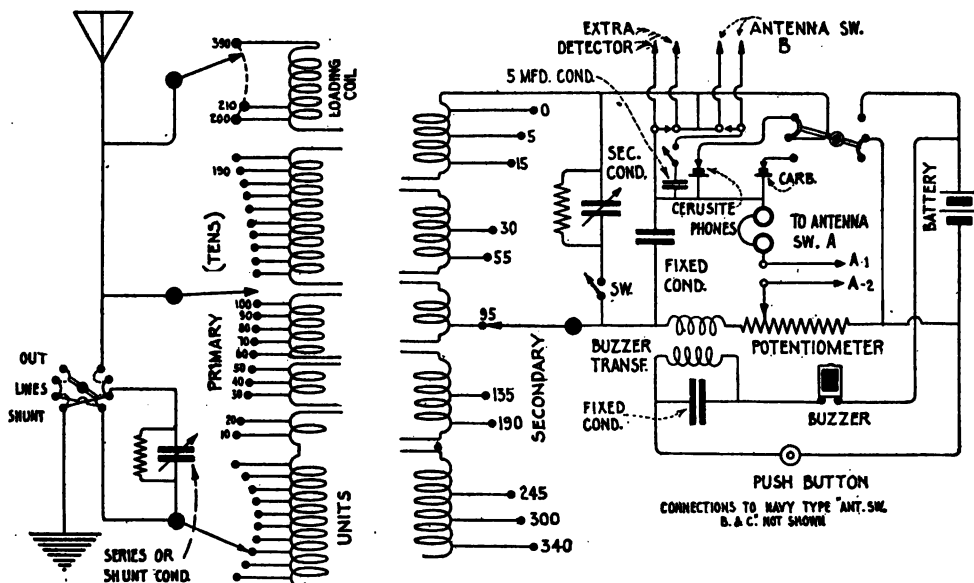 390
210
200
LOADING
COIL
190
(TENS)
100
90
80
70
60
50
40
30
20
10
PRIMARY
UNITS
OUT
LINES
SHUNT
SERIES OR
SHUNT COND.
0
5
15
30
55
95
135
190
245
300
340
SECONDARY
EXTRA
DETECTOR
ANTENNA SW.
B
5 MFD. COND.
SEC.
COND.
SW.
CERUSITE
PHONES
CARB.
TO ANTENNA
SW. A
A-1
A-2
FIXED
COND.
BATTERY
BUZZER
TRANSF.
POTENTIOMETER
FIXED
COND.
BUZZER
PUSH BUTTON
CONNECTIONS TO NAVY TYPE "ANT. SW.
B. & C." NOT SHOWN